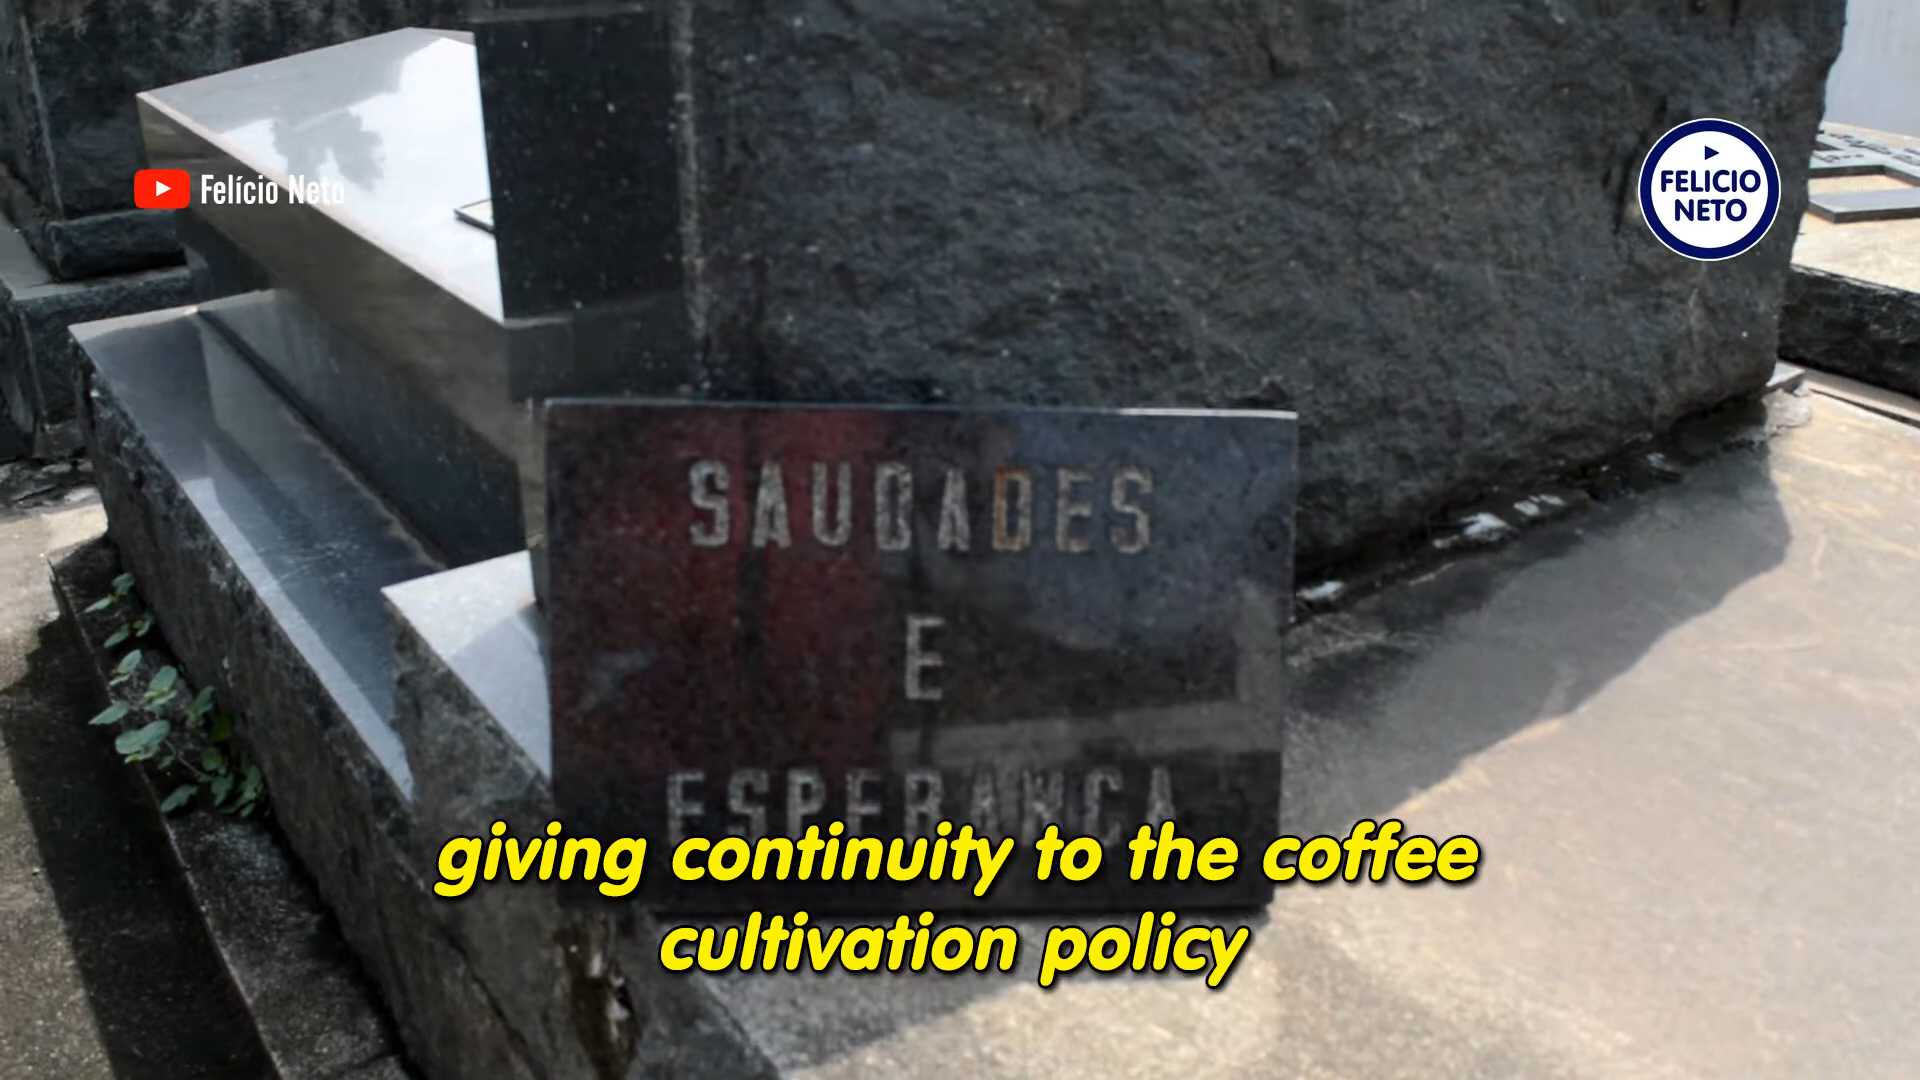 Felício Neto
FELICIO
NETO
SAUDADES
E
ESPERANÇA
giving continuity to the coffee
cultivation policy